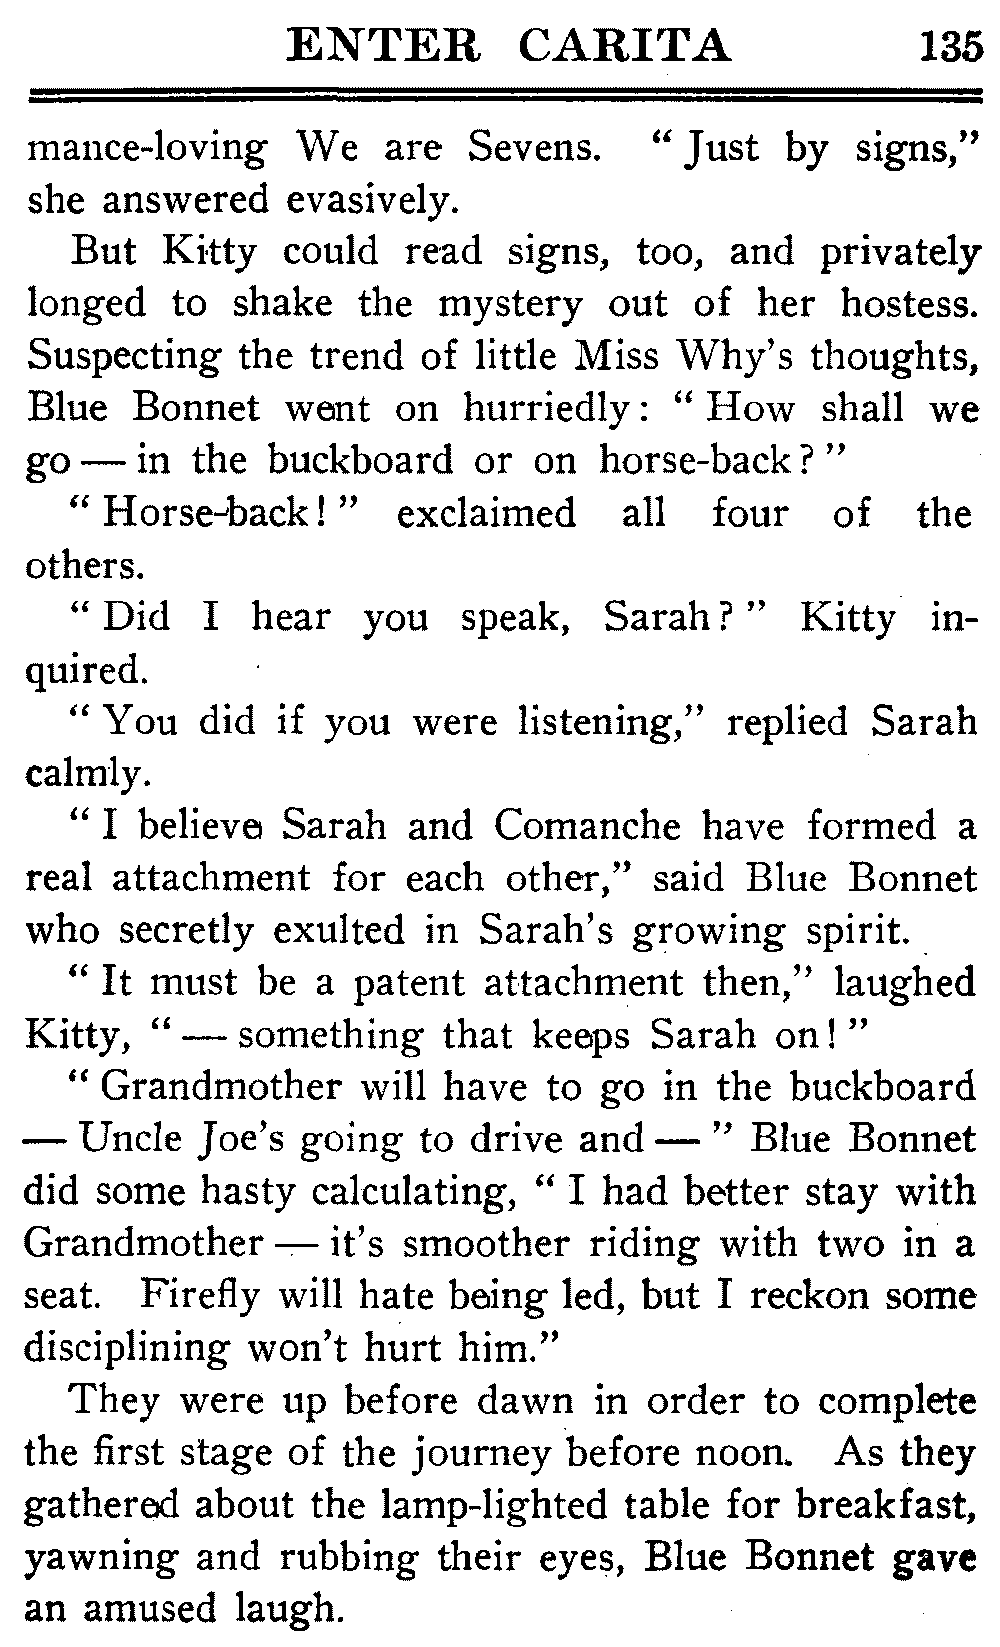 ENTER CARITA 135
mance-loving We are Sevens. "Just by signs,"
she answered evasively.
But Kitty could read signs, too, and privately
longed to shake the mystery out of her hostess.
Suspecting the trend of little Miss Why's thoughts,
Blue Bonnet went on hurriedly: "How shall we
go — in the buckboard or on horse-back?"
"Horse-back!" exclaimed all four of the
others.
"Did I hear you speak, Sarah?" Kitty in-
quired.
"You did if you were listening," replied Sarah
calmly.
"I believe Sarah and Comanche have formed a
real attachment for each other," said Blue Bonnet
who secretly exulted in Sarah's growing spirit.
"It must be a patent attachment then," laughed
Kitty, "— something that keeps Sarah on!"
"Grandmother will have to go in the buckboard
— Uncle Joe's going to drive and — " Blue Bonnet
did some hasty calculating, "I had better stay with
Grandmother — it's smoother riding with two in a
seat. Firefly will hate being led, but I reckon some
disciplining won't hurt him."
They were up before dawn in order to complete
the first stage of the journey before noon. As they
gathered about the lamp-lighted table for breakfast,
yawning and rubbing their eyes, Blue Bonnet gave
an amused laugh.